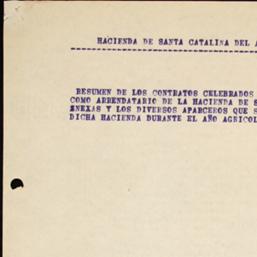 HACIENDA DE SANTA CATALINA DEL A
RESUMEN DE LOS CONTRATOS CELEBRADOS
COMO ARRENDATARIO DE LA HACIENDA DE S
ANEXAS Y LOS DIVERSOS APARCEROS QUE S
DICHA HACIENDA DURANTE EL AÑO AGRICOL